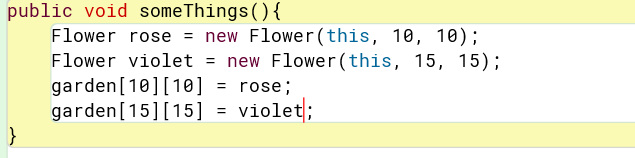 public void someThings(){
    Flower rose = new Flower(this, 10, 10);
    Flower violet = new Flower(this, 15, 15);
    garden[10][10] = rose;
    garden[15][15] = violet;
}